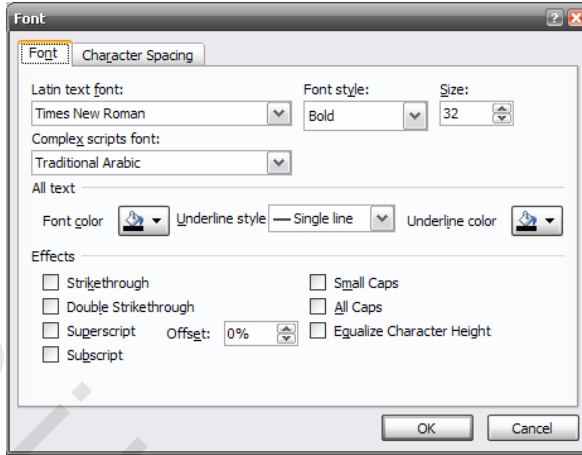 Font
Font Character Spacing
Latin text font: Font style: Size:
Times New Roman Bold 32
Complex scripts font:
Traditional Arabic
All text
Font color Underline style Single line Underline color
Effects
Strikethrough Small Caps
Double Strikethrough All Caps
Superscript Offset: 0% Equalize Character Height
Subscript
OK Cancel